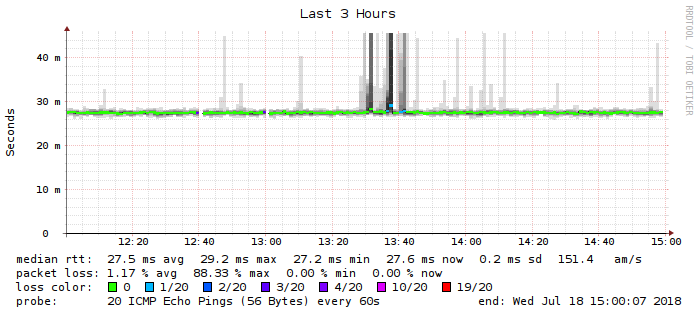 Last 3 Hours
RRDTOOL / TOBI OETIKER
Seconds
40 m
30 m
20 m
10 m
0
12:20 12:40 13:00 13:20 13:40 14:00 14:20 14:40 15:00
median rtt: 27.5 ms avg 29.2 ms max 27.2 ms min 27.6 ms now 0.2 ms sd 151.4 am/s
packet loss: 1.17 % avg 88.33 % max 0.00 % min 0.00 % now
loss color: 0 1/20 2/20 3/20 4/20 10/20 19/20
probe: 20 ICMP Echo Pings (56 Bytes) every 60s end: Wed Jul 18 15:00:07 2018